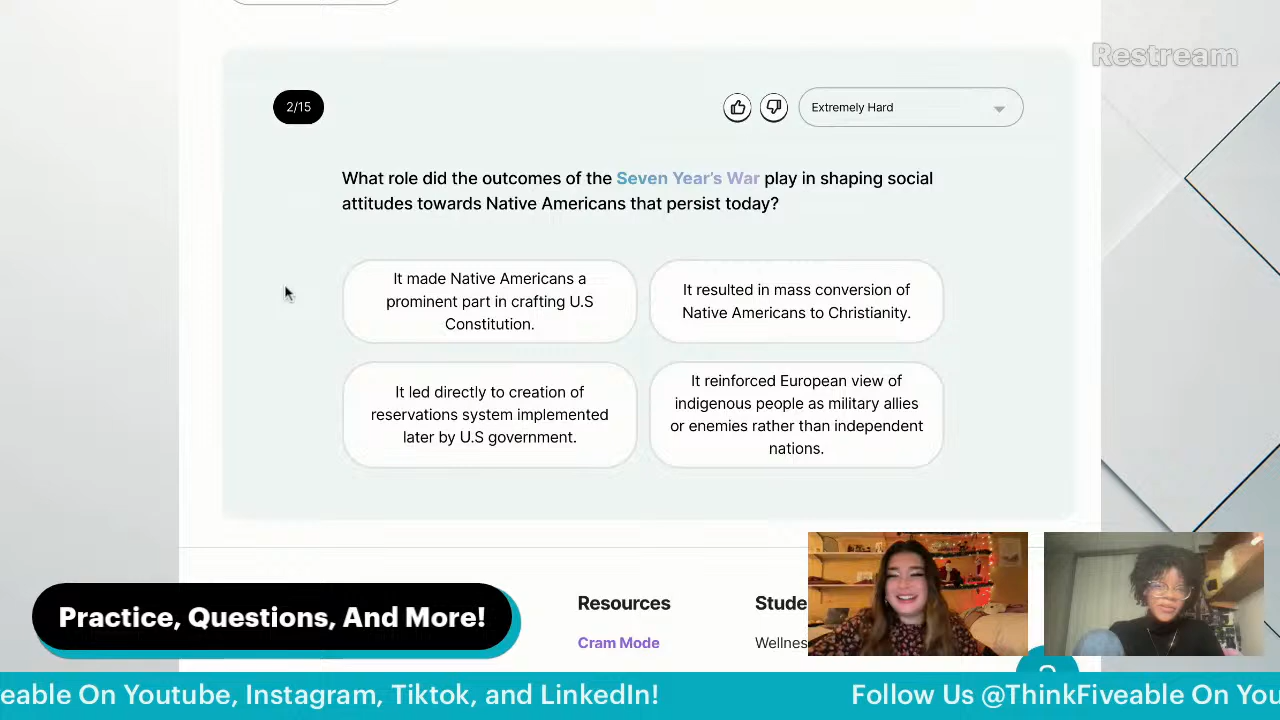 Restream
2/15
Extremely Hard
What role did the outcomes of the Seven Year's War play in shaping social
attitudes towards Native Americans that persist today?
It made Native Americans a
prominent part in crafting U.S
Constitution.
It resulted in mass conversion of
Native Americans to Christianity.
It led directly to creation of
reservations system implemented
later by U.S government.
It reinforced European view of
indigenous people as military allies
or enemies rather than independent
nations.
Practice, Questions, And More!
Resources
Stude
Cram Mode
Wellnes
eable On Youtube, Instagram, Tiktok, and LinkedIn!
Follow Us @ThinkFiveable On You